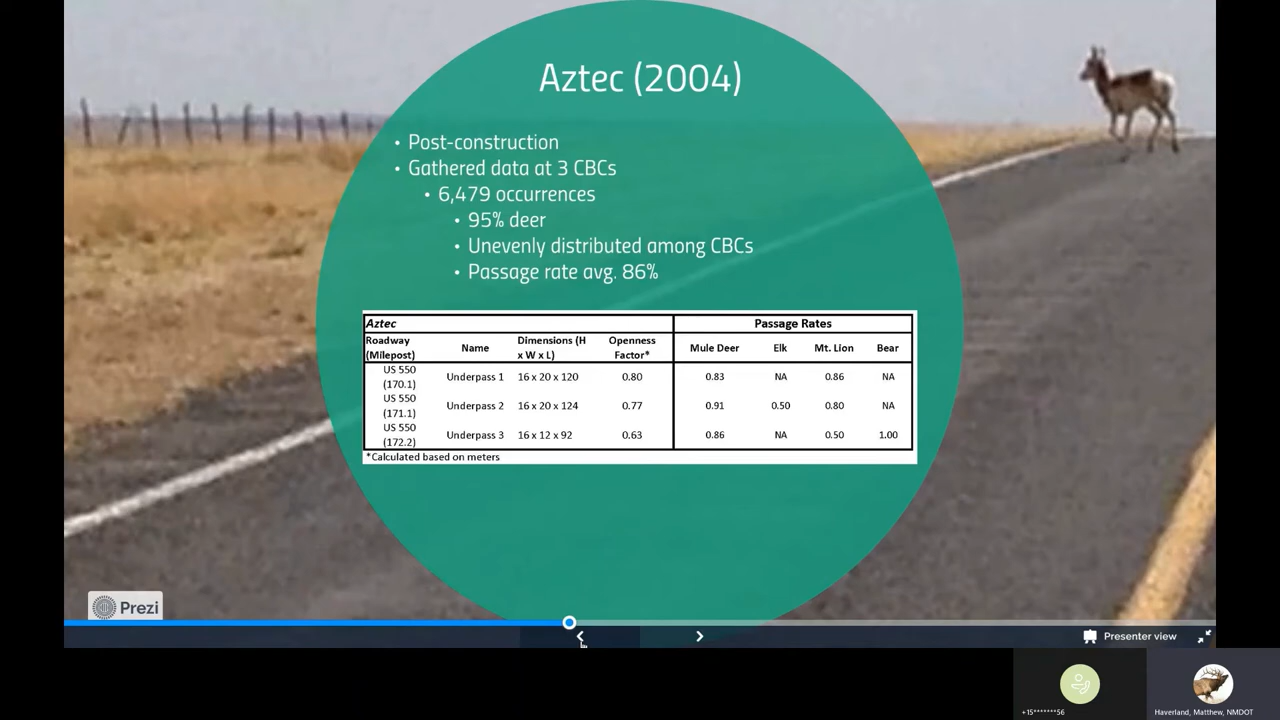 Aztec (2004)
• Post-construction
• Gathered data at 3 CBCs
• 6,479 occurrences
• 95% deer
• Unevenly distributed among CBCs
• Passage rate avg. 86%
Aztec Passage Rates
Roadway (Milepost) Name Dimensions (H x W x L) Openness Factor* Mule Deer Elk Mt. Lion Bear
US 550 (170.1) Underpass 1 16 x 20 x 120 0.80 0.83 NA 0.86 NA
US 550 (171.1) Underpass 2 16 x 20 x 124 0.77 0.91 0.50 0.80 NA
US 550 (172.2) Underpass 3 16 x 12 x 92 0.63 0.86 NA 0.50 1.00
*Calculated based on meters
Prezi
Presenter view
+15*******56
Haverland, Matthew, NMDOT